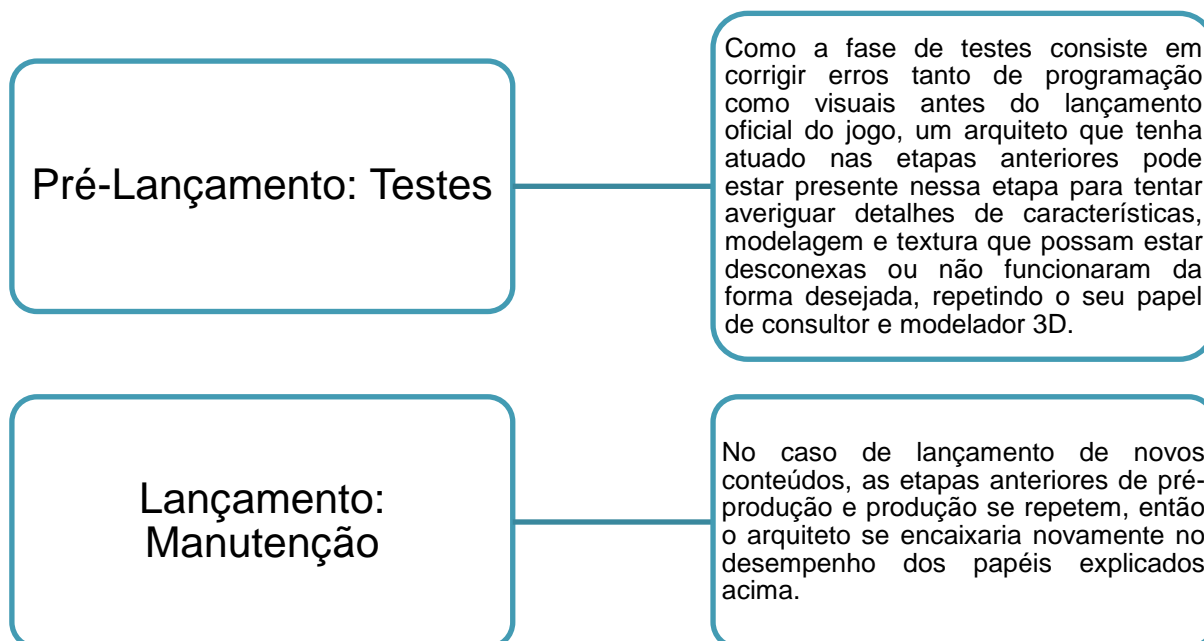 Pré-Lançamento: Testes
Como a fase de testes consiste em
corrigir erros tanto de programação
como visuais antes do lançamento
oficial do jogo, um arquiteto que tenha
atuado nas etapas anteriores pode
estar presente nessa etapa para tentar
averiguar detalhes de características,
modelagem e textura que possam estar
desconexas ou não funcionaram da
forma desejada, repetindo o seu papel
de consultor e modelador 3D.
Lançamento:
Manutenção
No caso de lançamento de novos
conteúdos, as etapas anteriores de pré-
produção e produção se repetem, então
o arquiteto se encaixaria novamente no
desempenho dos papéis explicados
acima.